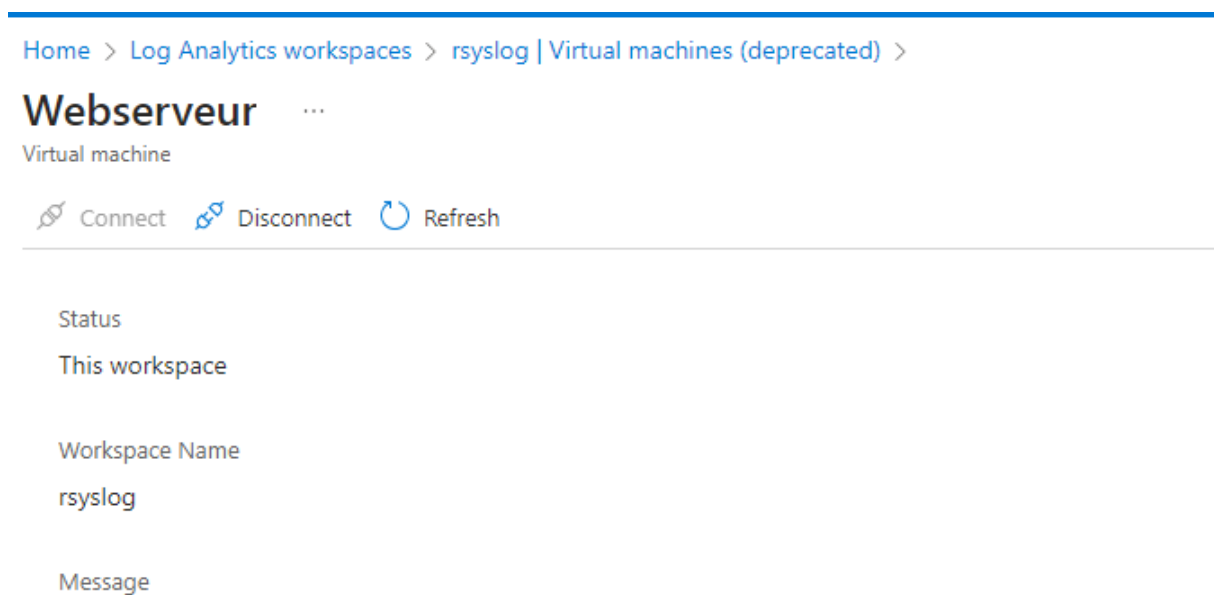 Home > Log Analytics workspaces > rsyslog | Virtual machines (deprecated) >
Webserveur ...
Virtual machine
Connect Disconnect Refresh
Status
This workspace
Workspace Name
rsyslog
Message